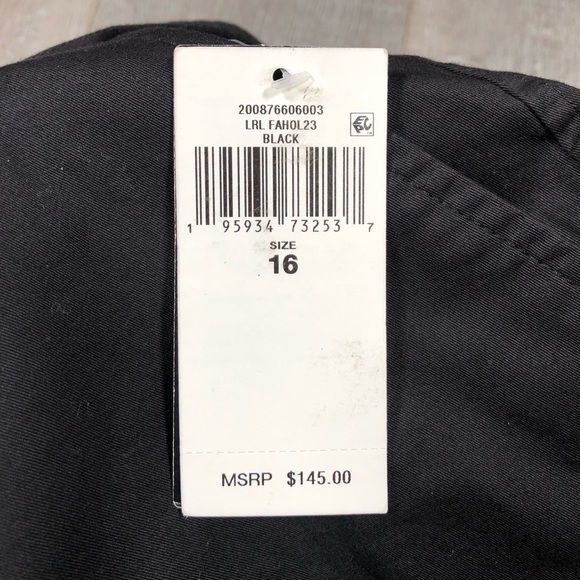 200876606003
LRL FAHOL23
BLACK
1 95934 73253 7
SIZE
16
MSRP $145.00